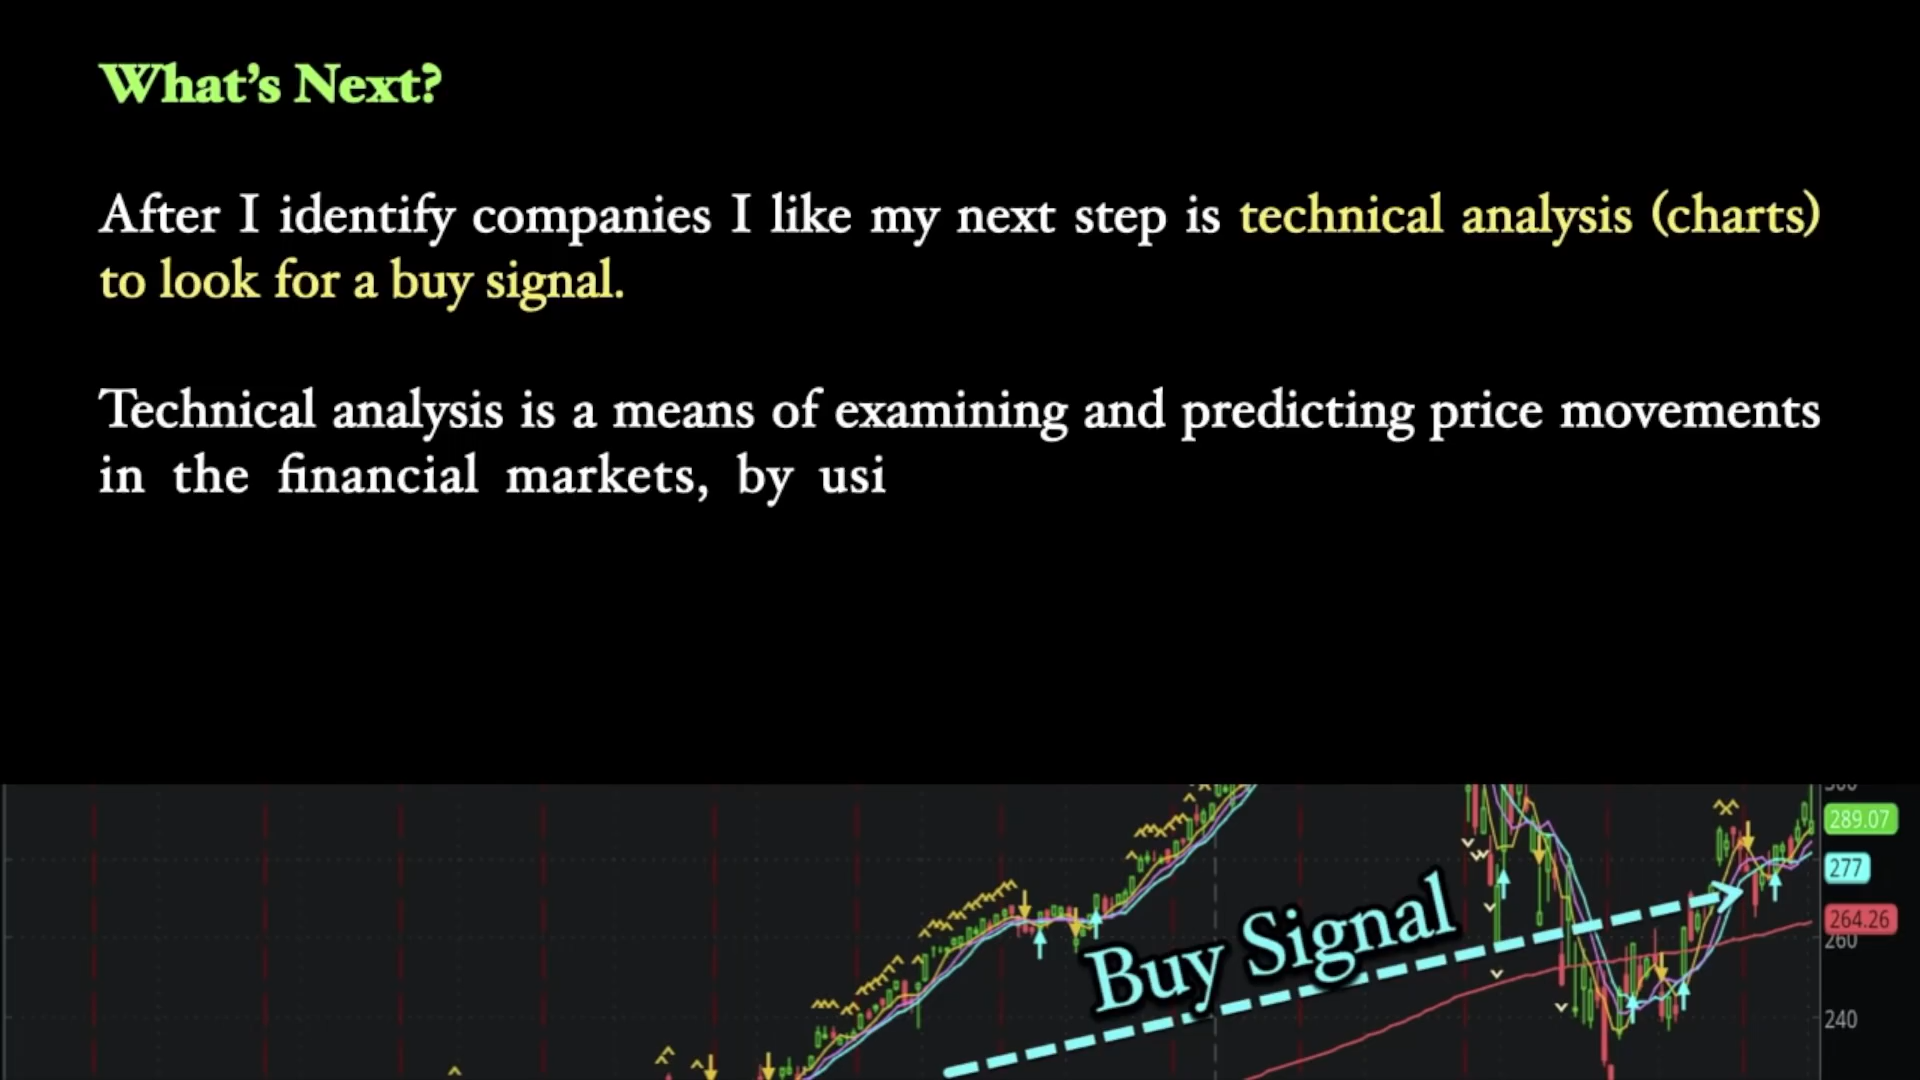 What's Next?
After I identify companies I like my next step is technical analysis (charts)
to look for a buy signal.
Technical analysis is a means of examining and predicting price movements
in the financial markets, by usi
289.07
277
264.26
260
240
Buy Signal